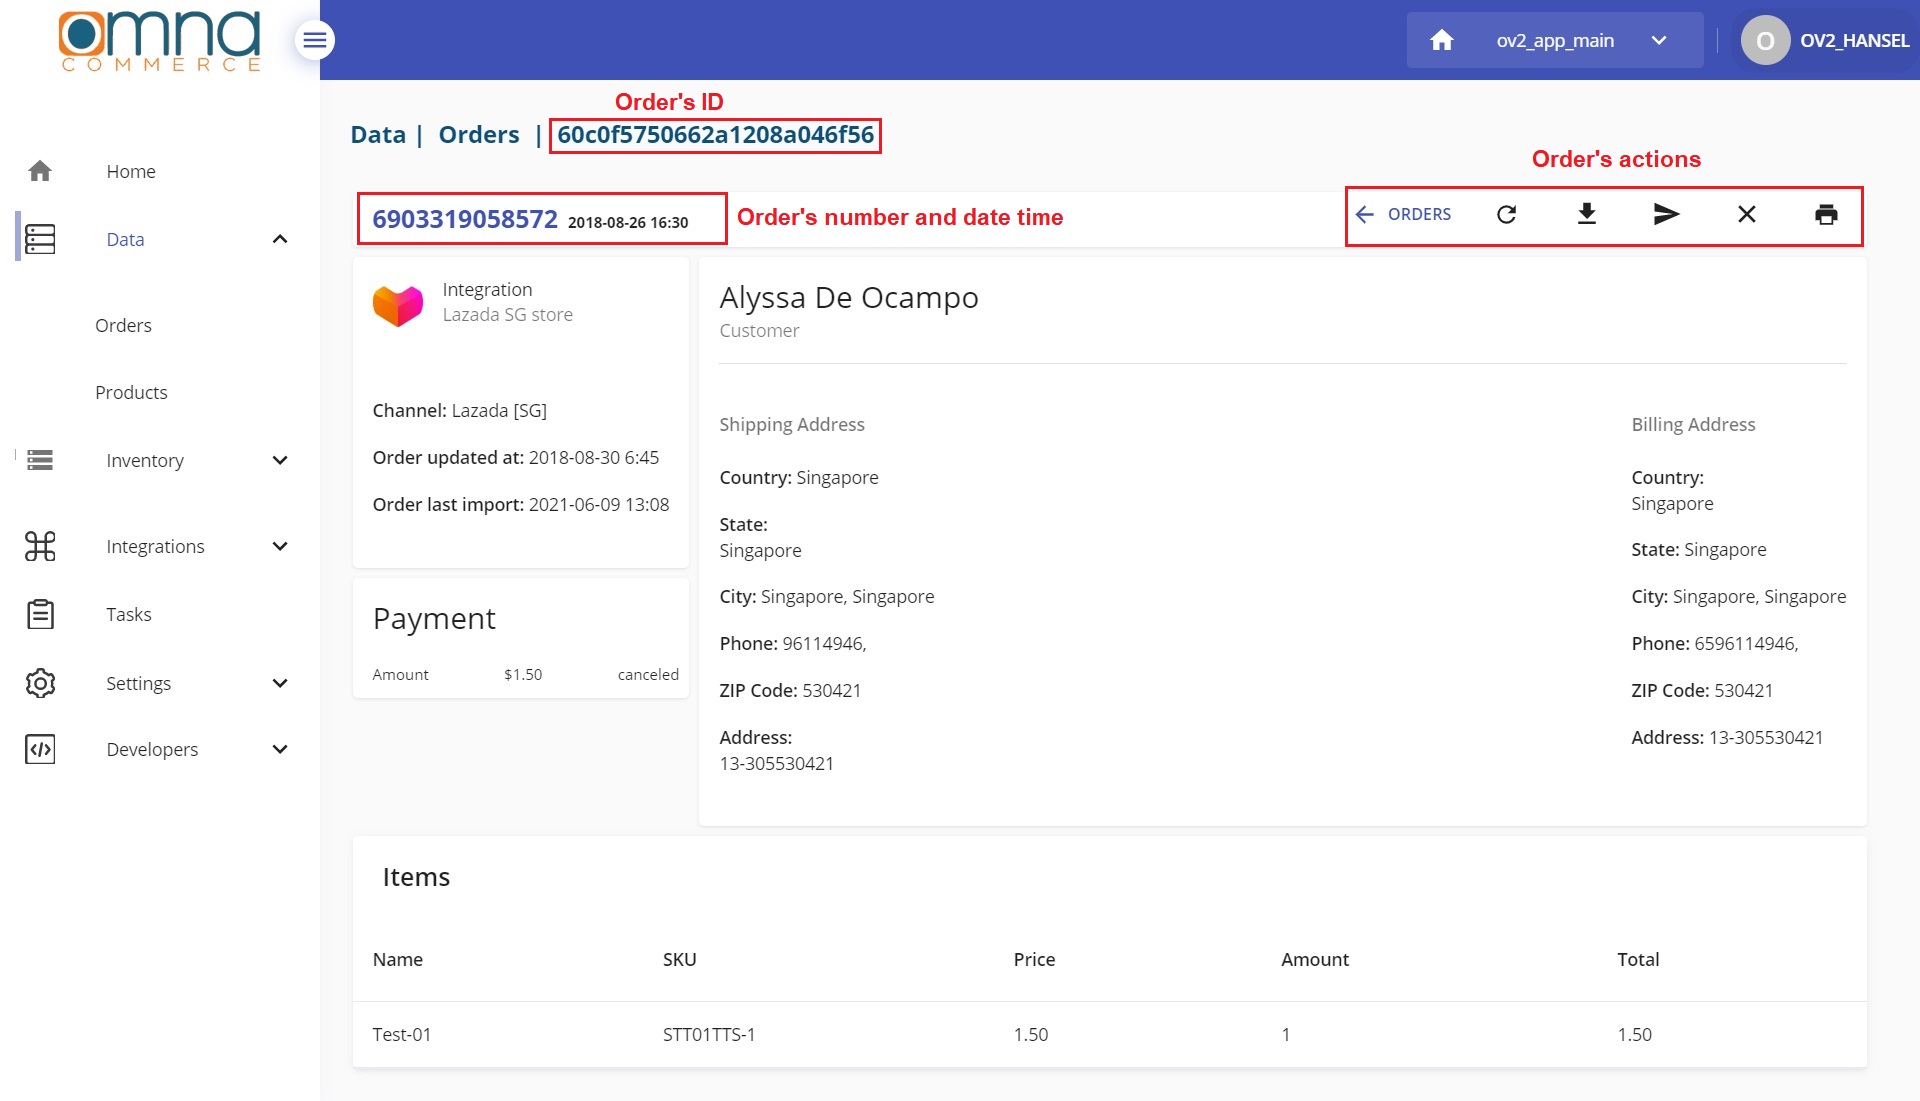 omna
COMMERCE
ov2_app_main
O
OV2_HANSEL
Home
Data
Orders
Products
Inventory
Integrations
Tasks
Settings
Developers
Order's ID
Data | Orders | 60c0f5750662a1208a046f56
Order's actions
6903319058572 2018-08-26 16:30
Order's number and date time
ORDERS
Integration
Lazada SG store
Channel: Lazada [SG]
Order updated at: 2018-08-30 6:45
Order last import: 2021-06-09 13:08
Payment
Amount $1.50 canceled
Alyssa De Ocampo
Customer
Shipping Address
Country: Singapore
State:
Singapore
City: Singapore, Singapore
Phone: 96114946,
ZIP Code: 530421
Address:
13-305530421
Billing Address
Country:
Singapore
State: Singapore
City: Singapore, Singapore
Phone: 6596114946,
ZIP Code: 530421
Address: 13-305530421
Items
Name SKU Price Amount Total
Test-01 STT01TTS-1 1.50 1 1.50